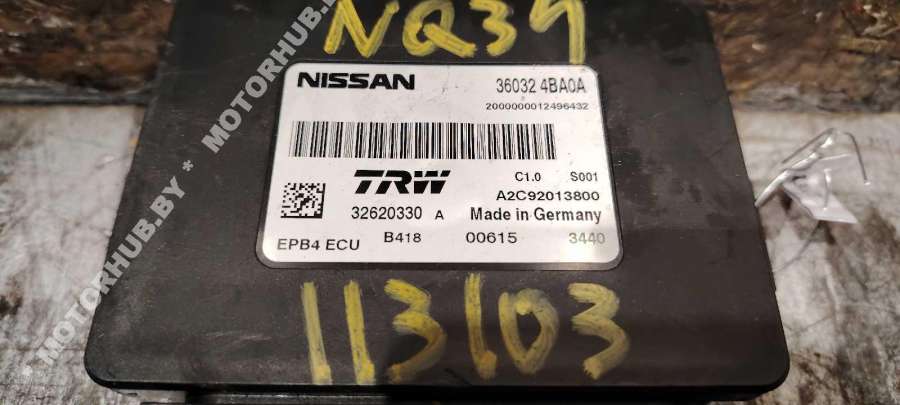 NQ34
NISSAN 36032 4BA0A
2000000012496432
TRW C1.0 S001
A2C92013800
32620330 A Made in Germany
EPB4 ECU B418 00615 3440
113103
* MOTORHUB.BY * MOTORHUB.BY